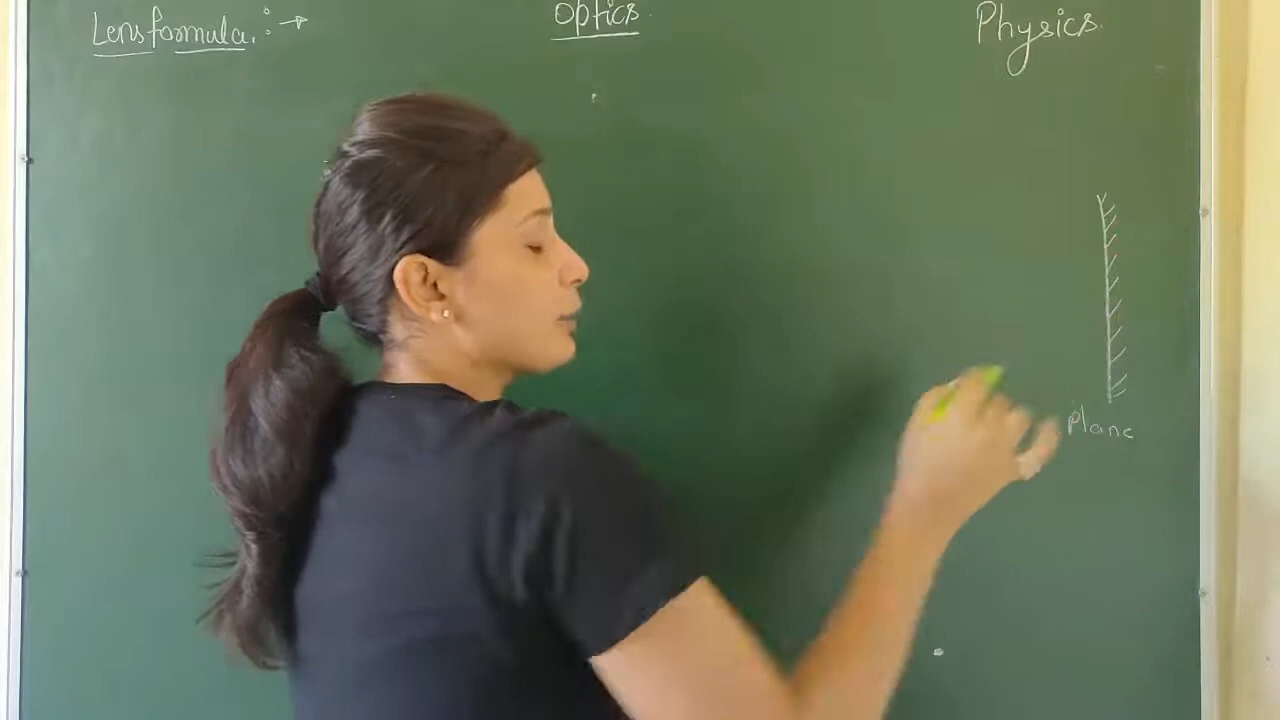 Lens formula :→
Optics
Physics
Plane